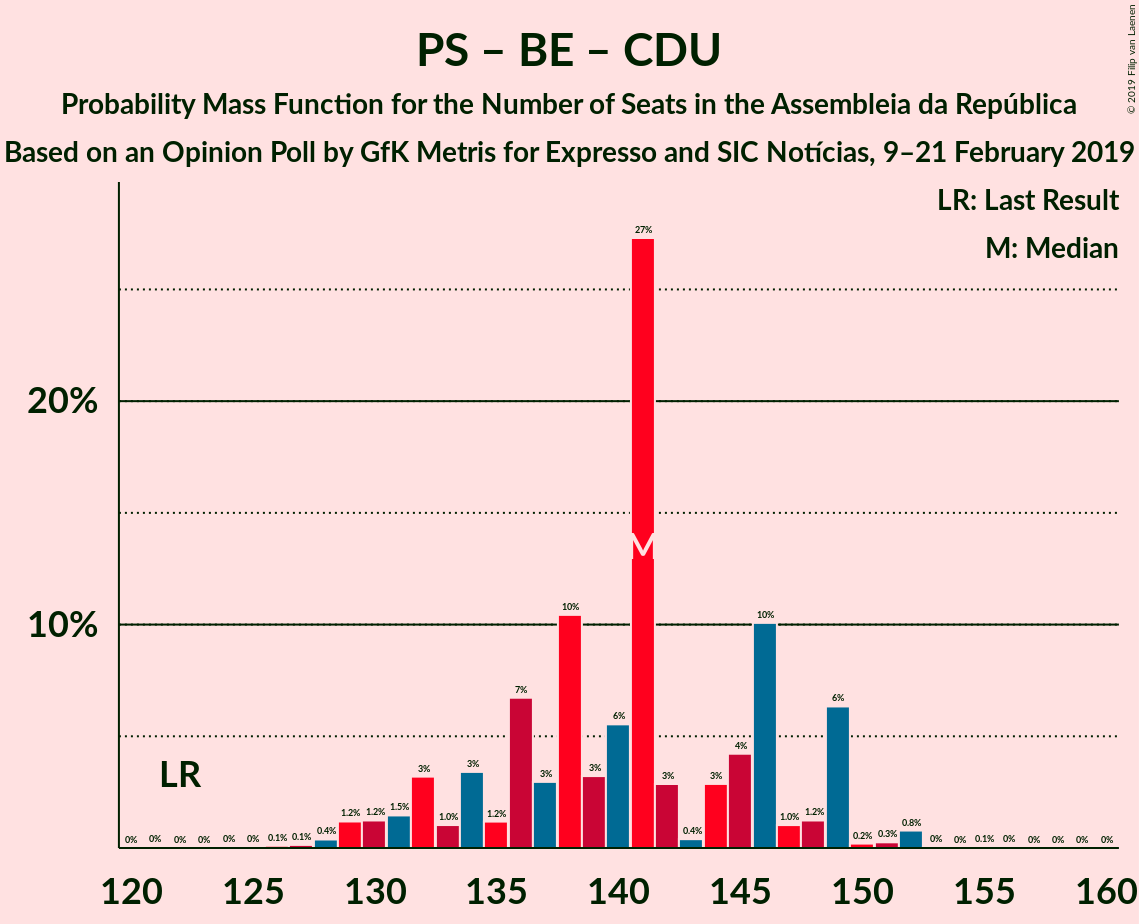 PS – BE – CDU
Probability Mass Function for the Number of Seats in the Assembleia da República
Based on an Opinion Poll by GfK Metris for Expresso and SIC Notícias, 9–21 February 2019
© 2019 Filip van Laenen
LR: Last Result
M: Median
27%
20%
M
10%
10%
10%
7%
6%
6%
4%
LR
3%
3%
3%
3%
3%
3%
1.2%
1.2%
1.5%
1.0%
1.2%
0.4%
1.0%
1.2%
0.8%
0% 0% 0% 0% 0% 0% 0.1% 0.1% 0.4% 0.2% 0.3% 0% 0% 0.1% 0% 0% 0% 0%
120 125 130 135 140 145 150 155 160